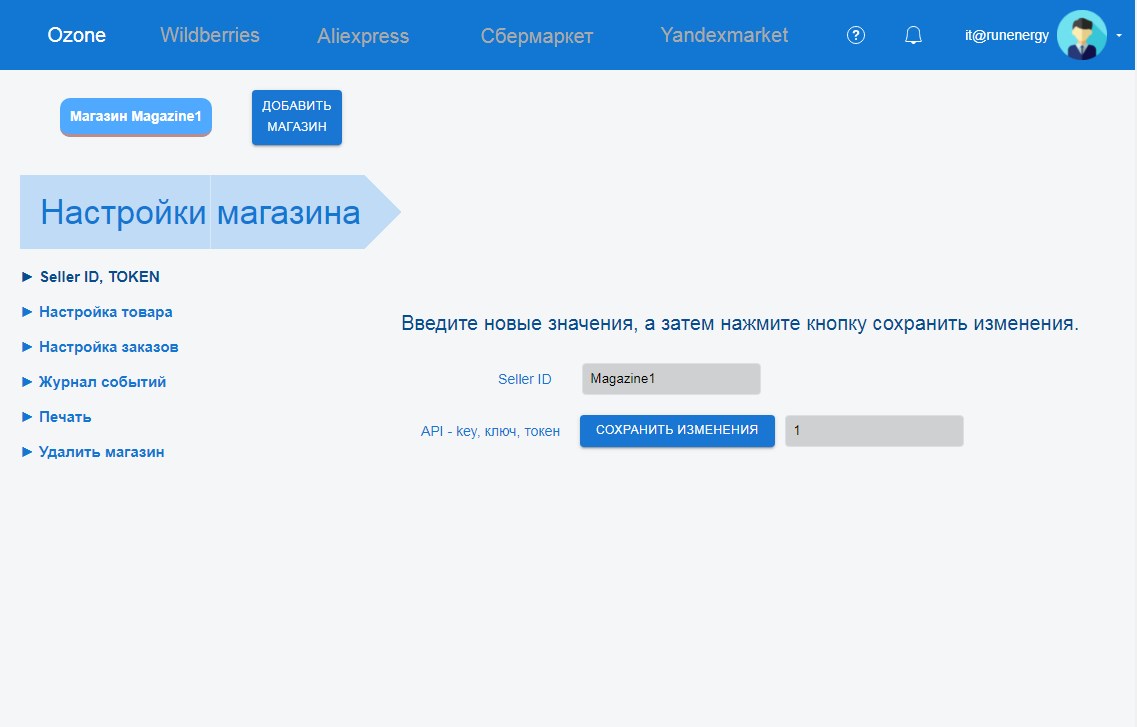 Ozone Wildberries Aliexpress Сбермаркет Yandexmarket ? it@runenergy
Магазин Magazine1
ДОБАВИТЬ
МАГАЗИН
Настройки магазина
► Seller ID, TOKEN
► Настройка товара
► Настройка заказов
► Журнал событий
► Печать
► Удалить магазин
Введите новые значения, а затем нажмите кнопку сохранить изменения.
Seller ID Magazine1
API - key, ключ, токен СОХРАНИТЬ ИЗМЕНЕНИЯ 1